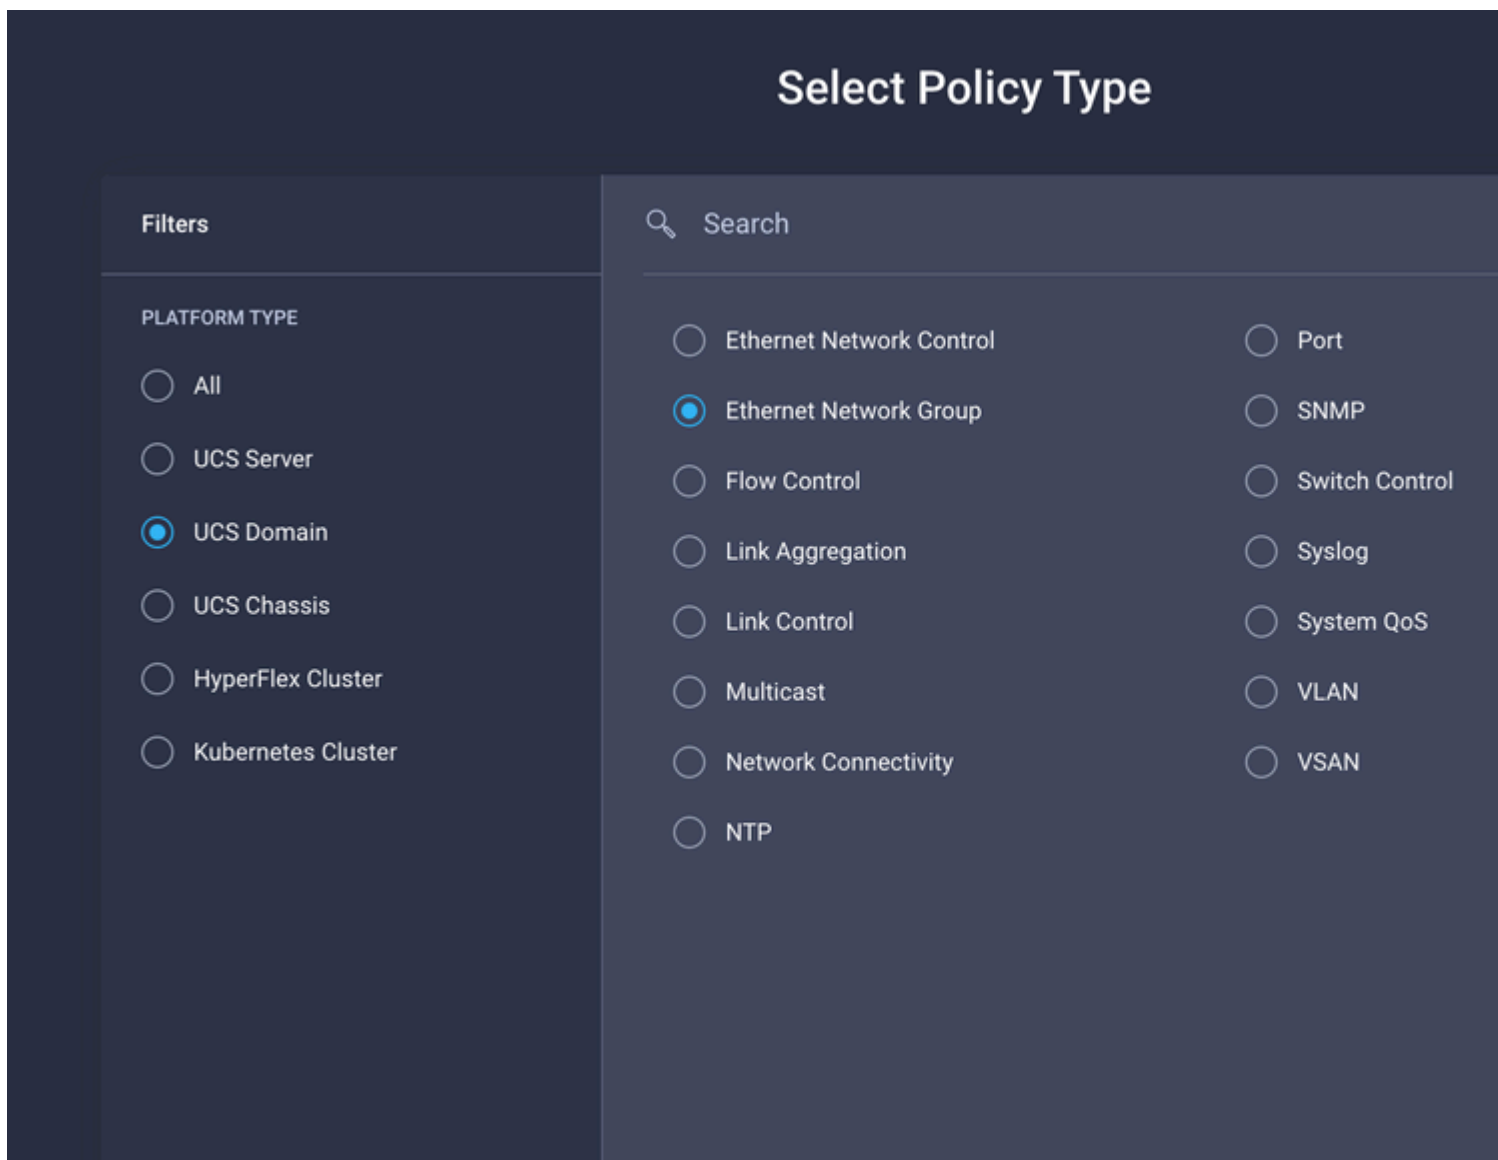 Select Policy Type
Filters
PLATFORM TYPE
All
UCS Server
UCS Domain
UCS Chassis
HyperFlex Cluster
Kubernetes Cluster
Search
Ethernet Network Control
Ethernet Network Group
Flow Control
Link Aggregation
Link Control
Multicast
Network Connectivity
NTP
Port
SNMP
Switch Control
Syslog
System QoS
VLAN
VSAN